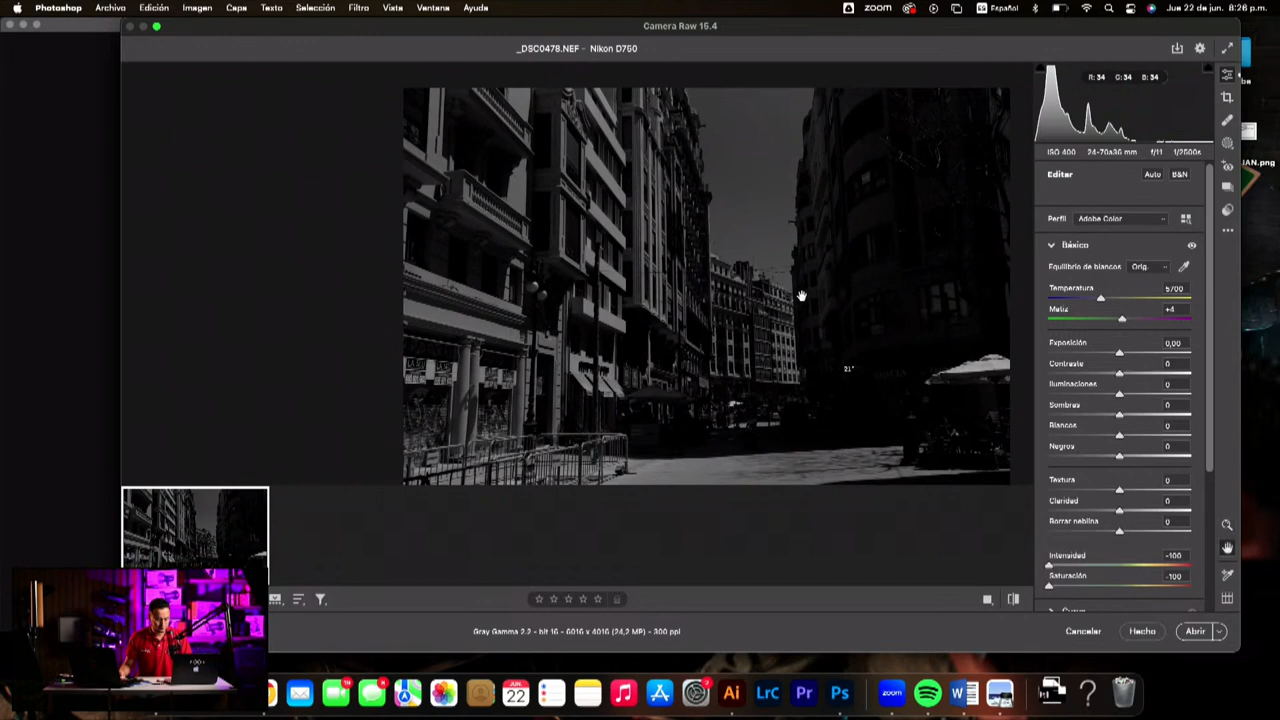 Photoshop Archivo Edición Imagen Capa Texto Selección Filtro Vista Ventana Ayuda
zoom Español Jue 22 de jun. 8:26 p.m.
Camera Raw 15.4
_DSC0478.NEF - Nikon D750
R: 34 G: 34 B: 34
ISO 400 24-70a36 mm f/11 1/2500s
Editar Auto B&N
Perfil Adobe Color
Básico
Equilibrio de blancos Orig.
Temperatura 5700
Matiz +4
Exposición 0,00
Contraste 0
Iluminaciones 0
Sombras 0
Blancos 0
Negros 0
Textura 0
Claridad 0
Borrar neblina 0
Intensidad -100
Saturación -100
21°
Gray Gamma 2.2 - bit 16 - 6016 x 4016 (24,2 MP) - 300 ppi
Cancelar Hecho Abrir
JUN.
22
Ai LrC Pr Ps zoom W